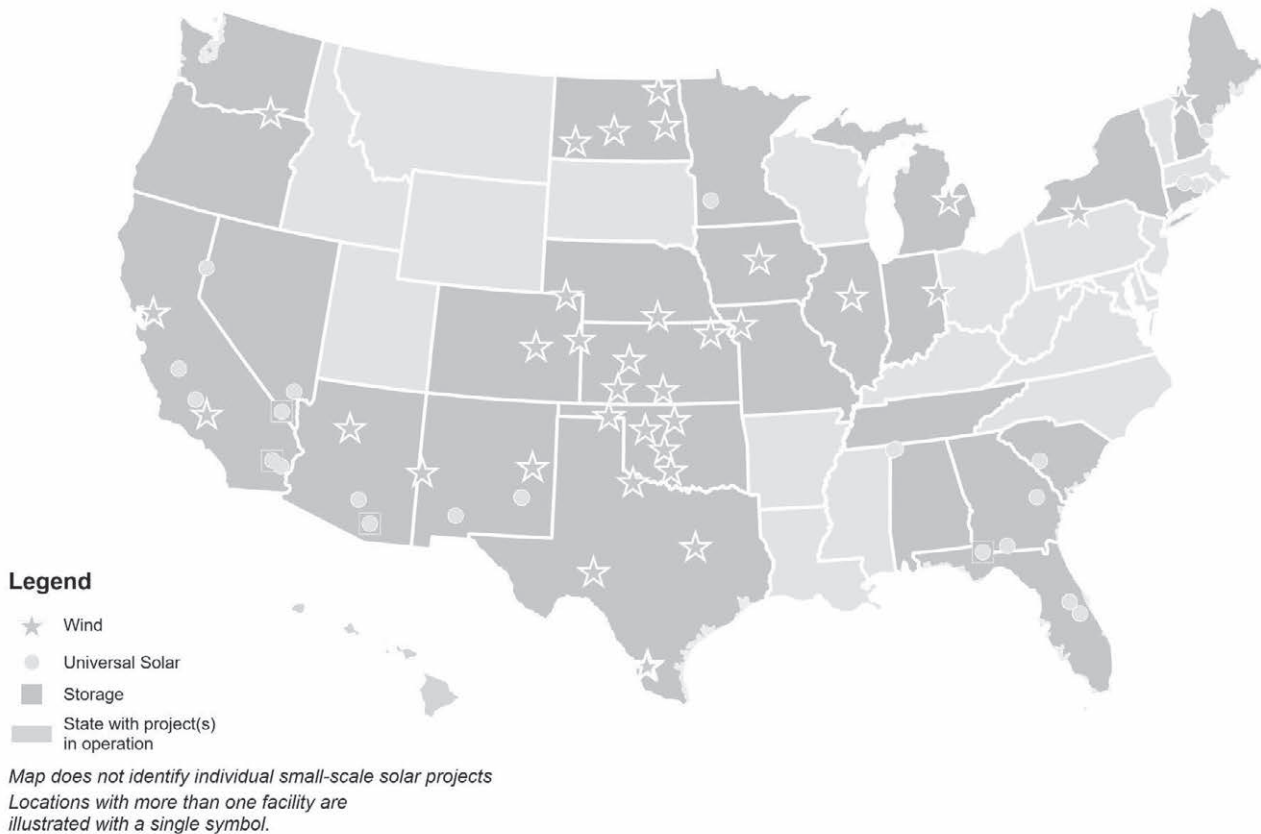 Legend
Wind
Universal Solar
Storage
State with project(s)
in operation
Map does not identify individual small-scale solar projects
Locations with more than one facility are
illustrated with a single symbol.